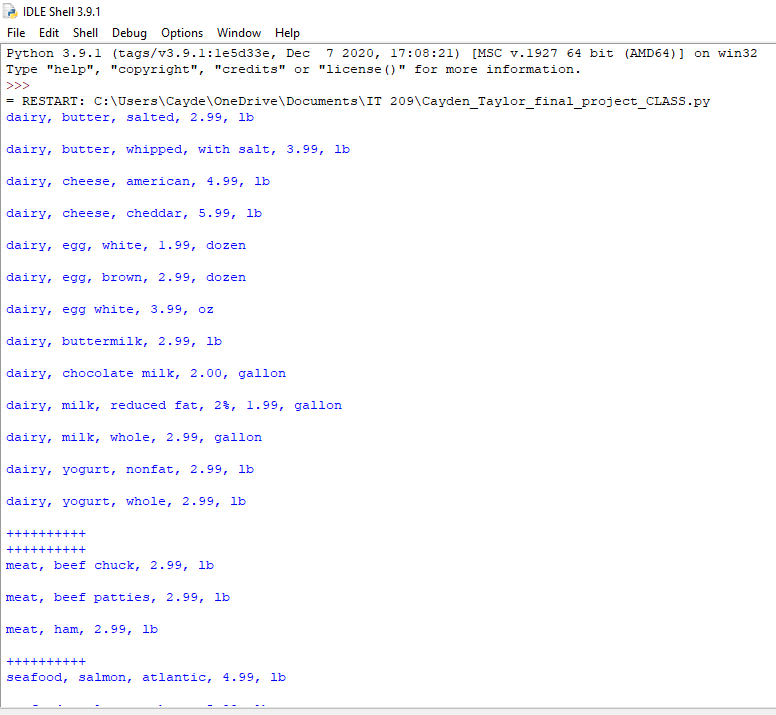 IDLE Shell 3.9.1
File Edit Shell Debug Options Window Help
Python 3.9.1 (tags/v3.9.1:1e5d33e, Dec  7 2020, 17:08:21) [MSC v.1927 64 bit (AMD64)] on win32
Type "help", "copyright", "credits" or "license()" for more information.
>>>
= RESTART: C:\Users\Cayde\OneDrive\Documents\IT 209\Cayden_Taylor_final_project_CLASS.py
dairy, butter, salted, 2.99, lb
dairy, butter, whipped, with salt, 3.99, lb
dairy, cheese, american, 4.99, lb
dairy, cheese, cheddar, 5.99, lb
dairy, egg, white, 1.99, dozen
dairy, egg, brown, 2.99, dozen
dairy, egg white, 3.99, oz
dairy, buttermilk, 2.99, lb
dairy, chocolate milk, 2.00, gallon
dairy, milk, reduced fat, 2%, 1.99, gallon
dairy, milk, whole, 2.99, gallon
dairy, yogurt, nonfat, 2.99, lb
dairy, yogurt, whole, 2.99, lb
++++++++++
++++++++++
meat, beef chuck, 2.99, lb
meat, beef patties, 2.99, lb
meat, ham, 2.99, lb
++++++++++
seafood, salmon, atlantic, 4.99, lb